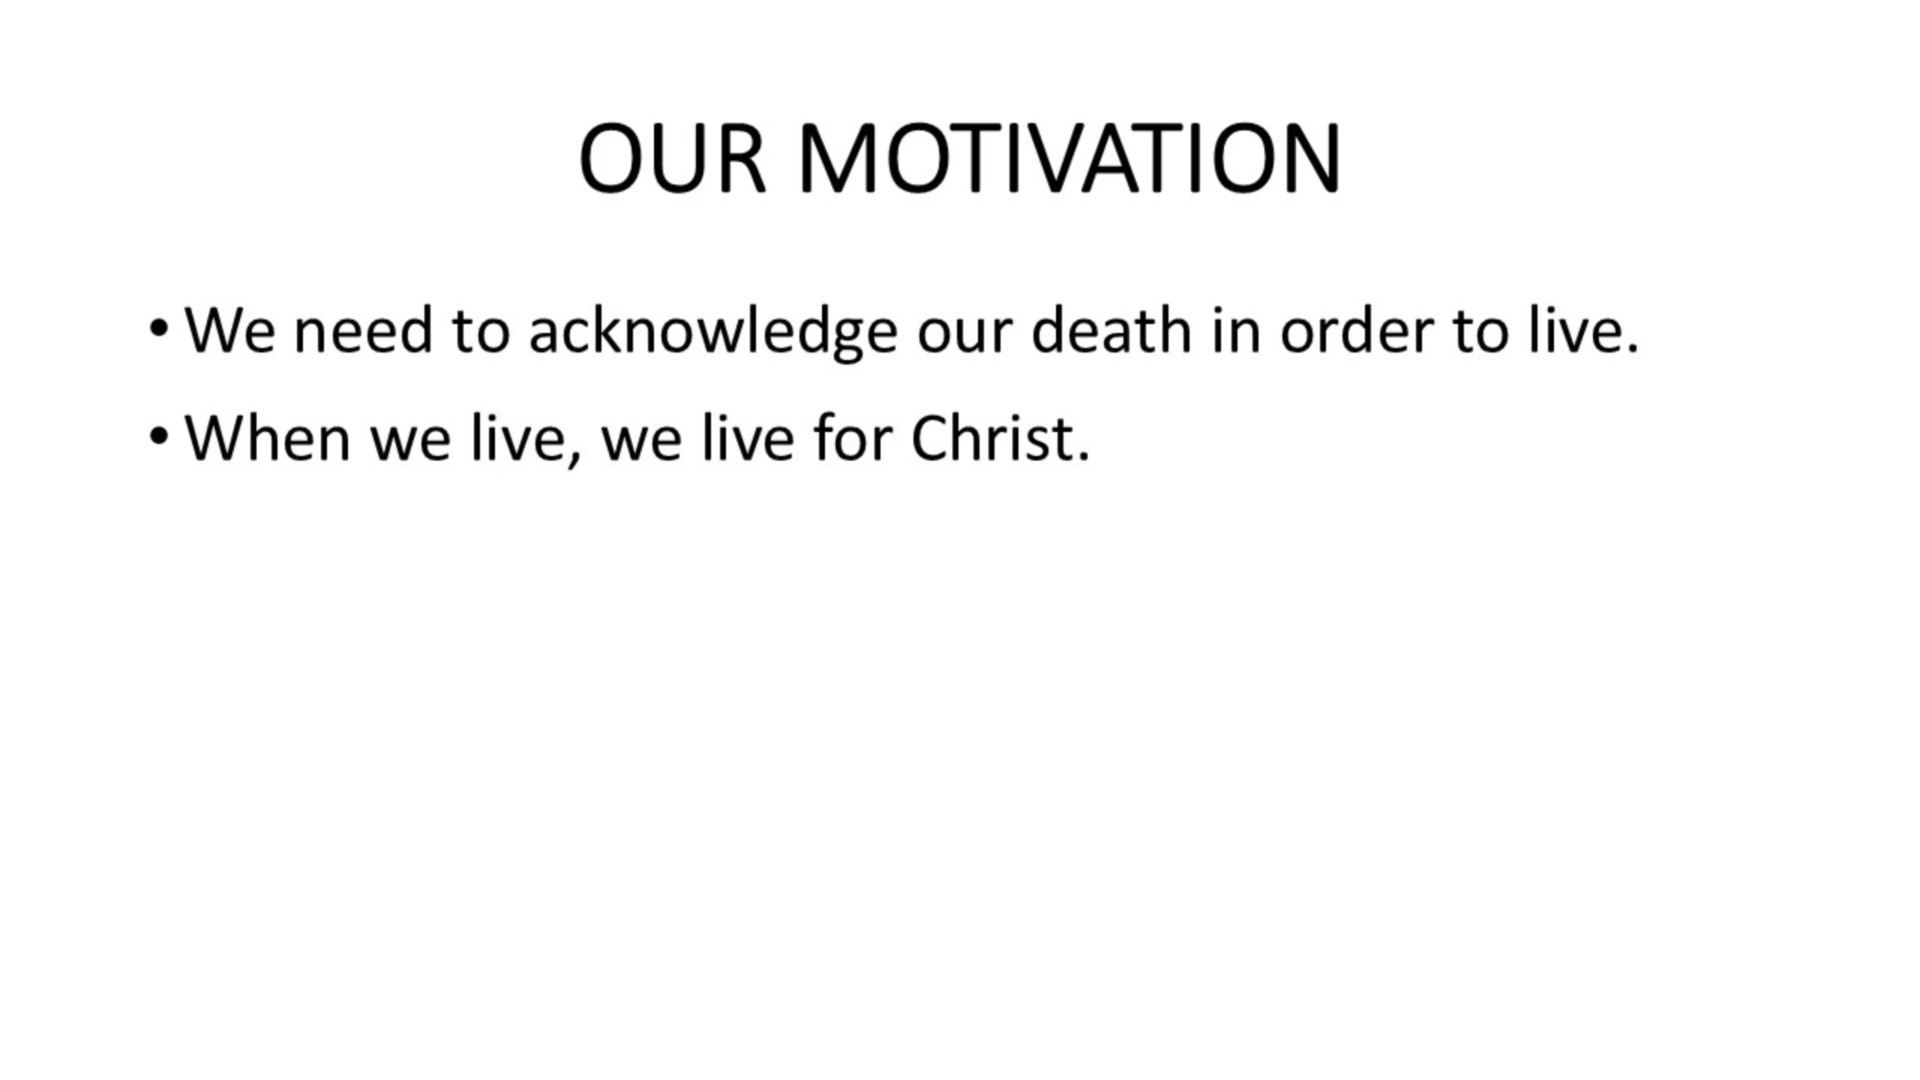 OUR MOTIVATION
• We need to acknowledge our death in order to live.
• When we live, we live for Christ.